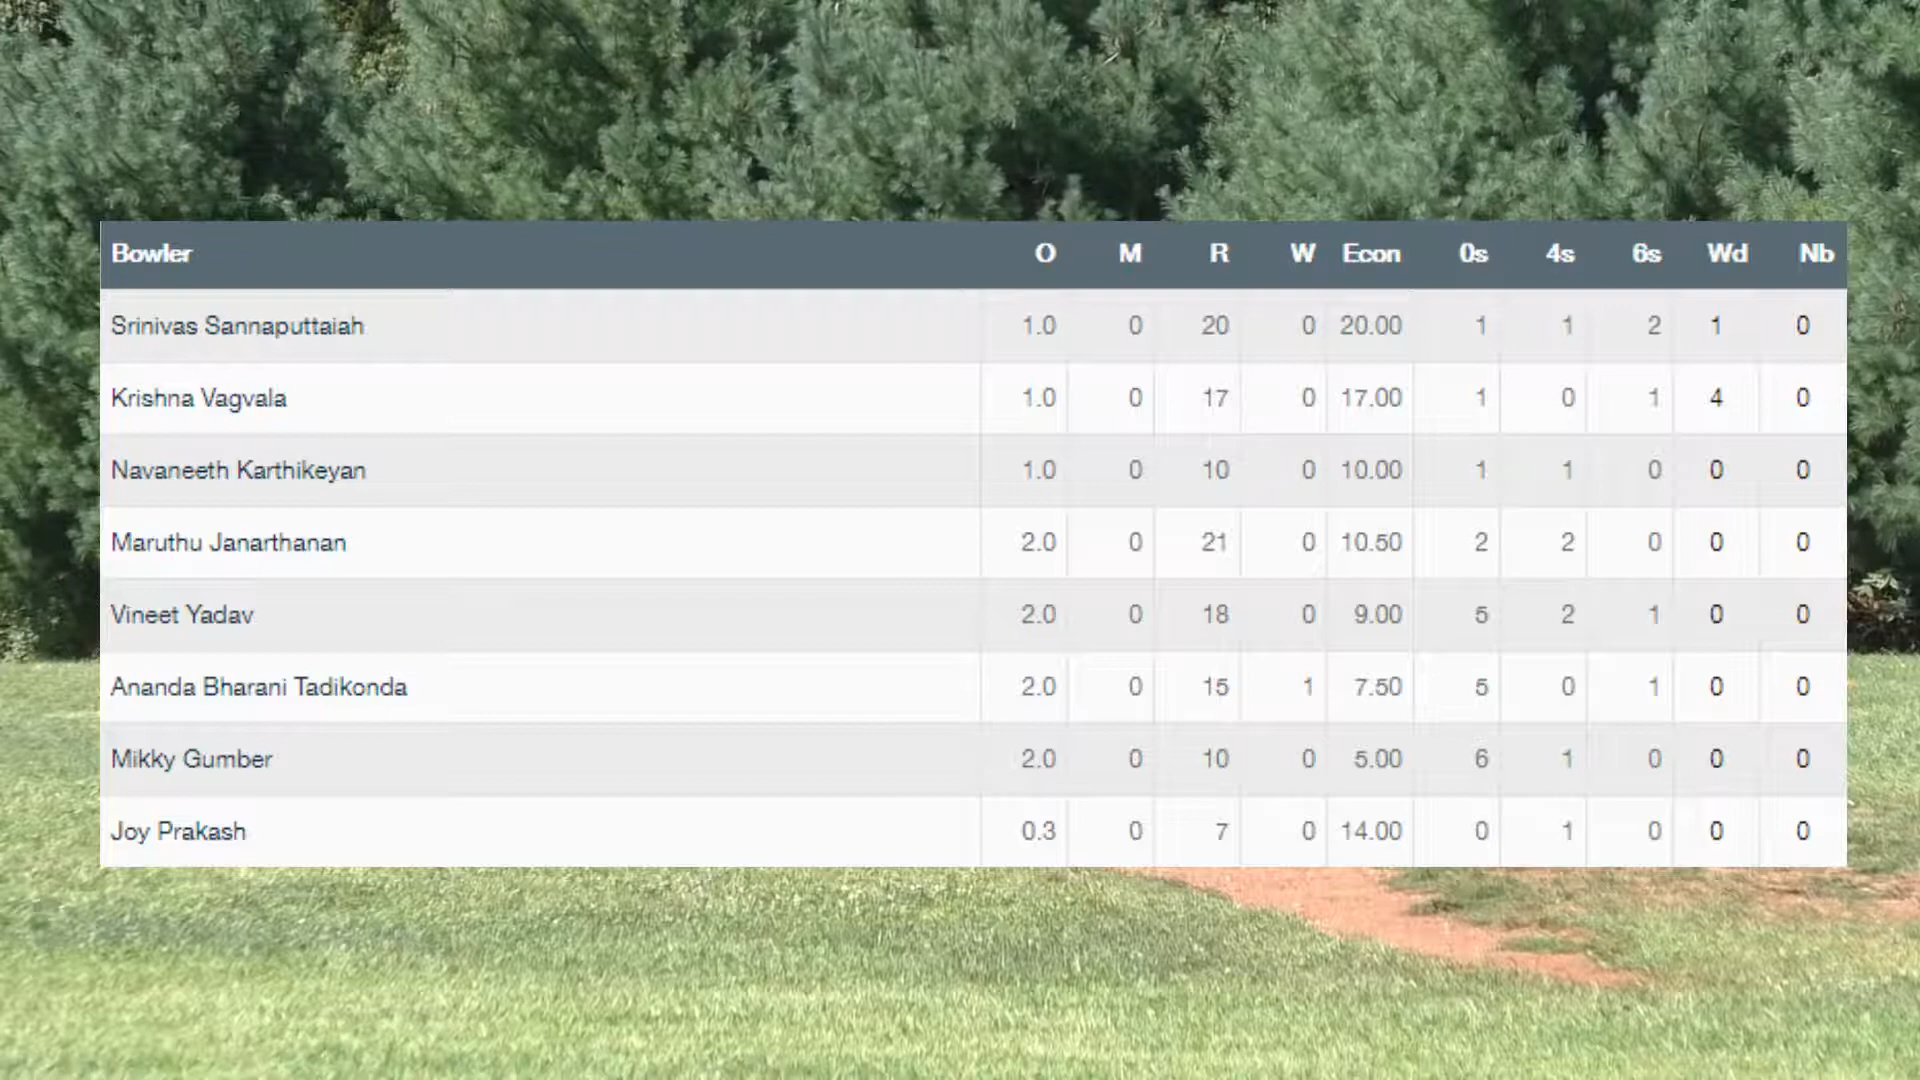 Bowler O M R W Econ 0s 4s 6s Wd Nb
Srinivas Sannaputtaiah 1.0 0 20 0 20.00 1 1 2 1 0
Krishna Vagvala 1.0 0 17 0 17.00 1 0 1 4 0
Navaneeth Karthikeyan 1.0 0 10 0 10.00 1 1 0 0 0
Maruthu Janarthanan 2.0 0 21 0 10.50 2 2 0 0 0
Vineet Yadav 2.0 0 18 0 9.00 5 2 1 0 0
Ananda Bharani Tadikonda 2.0 0 15 1 7.50 5 0 1 0 0
Mikky Gumber 2.0 0 10 0 5.00 6 1 0 0 0
Joy Prakash 0.3 0 7 0 14.00 0 1 0 0 0